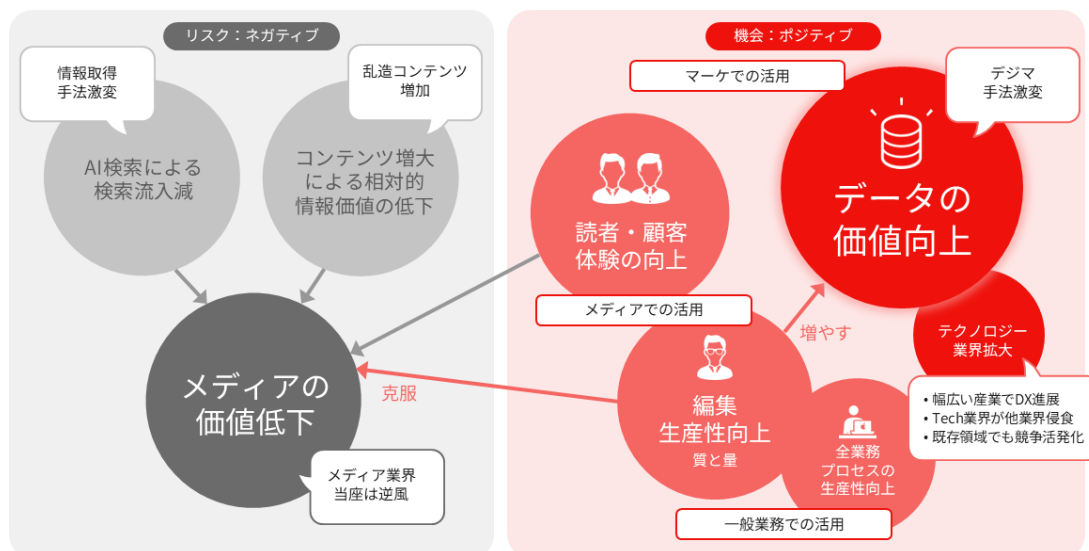 リスク：ネガティブ
情報取得
手法激変
乱造コンテンツ
増加
AI検索による
検索流入減
コンテンツ増大
による相対的
情報価値の低下
メディアの
価値低下
メディア業界
当座は逆風
機会：ポジティブ
マーケでの活用
デジマ
手法激変
データの
価値向上
読者・顧客
体験の向上
メディアでの活用
増やす
克服
テクノロジー
業界拡大
• 幅広い産業でDX進展
• Tech業界が他業界侵食
• 既存領域でも競争活発化
編集
生産性向上
質と量
全業務
プロセスの
生産性向上
一般業務での活用